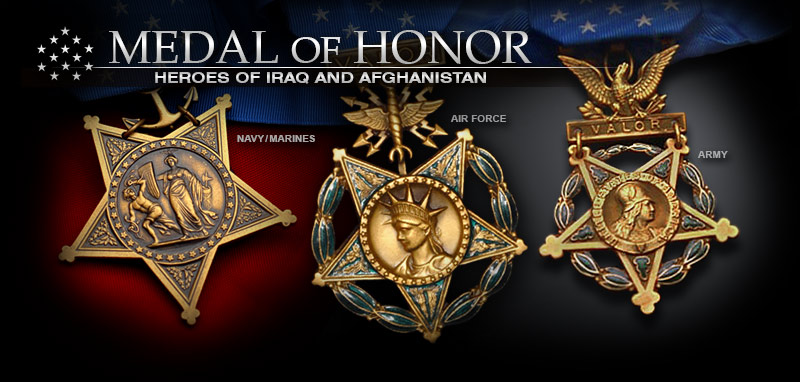 MEDAL OF HONOR
HEROES OF IRAQ AND AFGHANISTAN
NAVY/MARINES
AIR FORCE
VALOR
ARMY